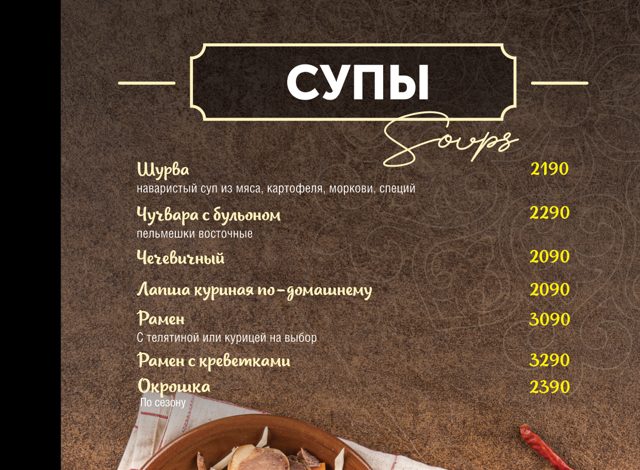 СУПЫ
Soups
Шурва 2190
наваристый суп из мяса, картофеля, моркови, специй
Чучвара с бульоном 2290
пельмешки восточные
Чечевичный 2090
Лапша куриная по-домашнему 2090
Рамен 3090
С телятиной или курицей на выбор
Рамен с креветками 3290
Окрошка 2390
По сезону